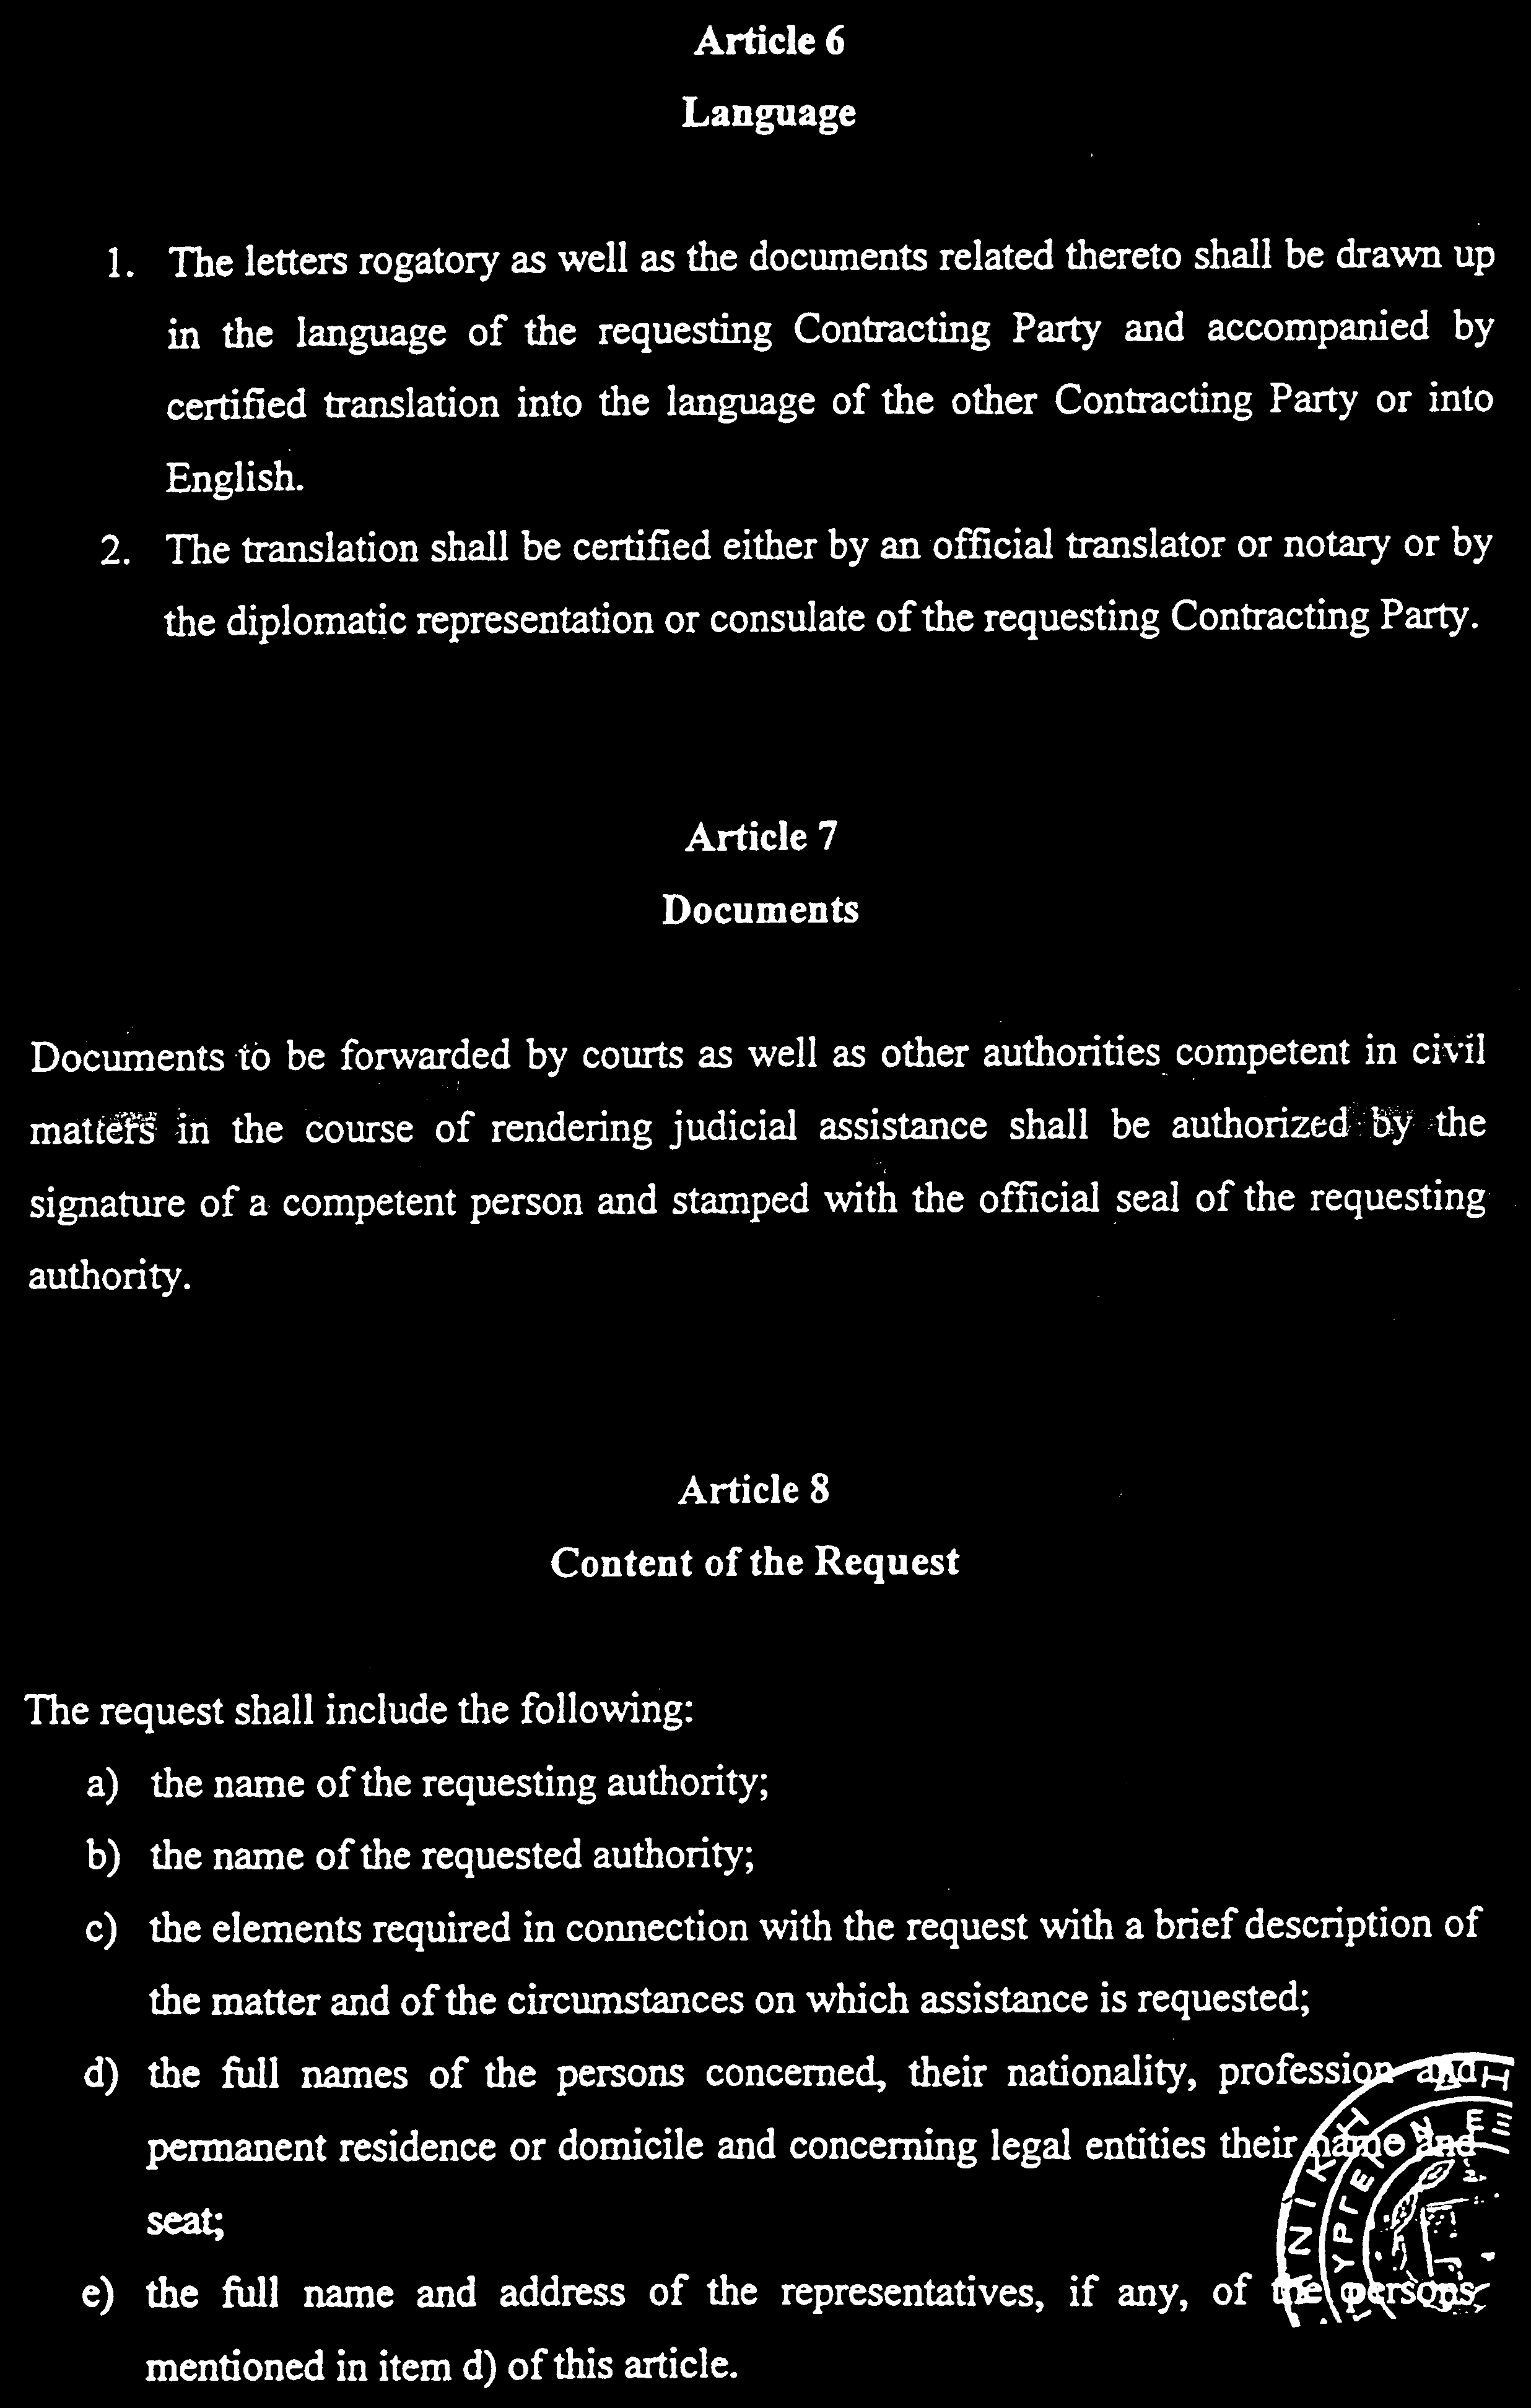 Article 6
Language
1. The letters rogatory as well as the documents related thereto shall be drawn up
in the language of the requesting Contracting Party and accompanied by
certified translation into the language of the other Contracting Party or into
English.
2. The translation shall be certified either by an official translator or notary or by
the diplomatic representation or consulate of the requesting Contracting Party.
Article 7
Documents
Documents to be forwarded by courts as well as other authorities competent in civil
matters in the course of rendering judicial assistance shall be authorized by the
signature of a competent person and stamped with the official seal of the requesting
authority.
Article 8
Content of the Request
The request shall include the following:
a) the name of the requesting authority;
b) the name of the requested authority;
c) the elements required in connection with the request with a brief description of
the matter and of the circumstances on which assistance is requested;
d) the full names of the persons concerned, their nationality, profession and
permanent residence or domicile and concerning legal entities their name and
seat;
e) the full name and address of the representatives, if any, of the persons
mentioned in item d) of this article.